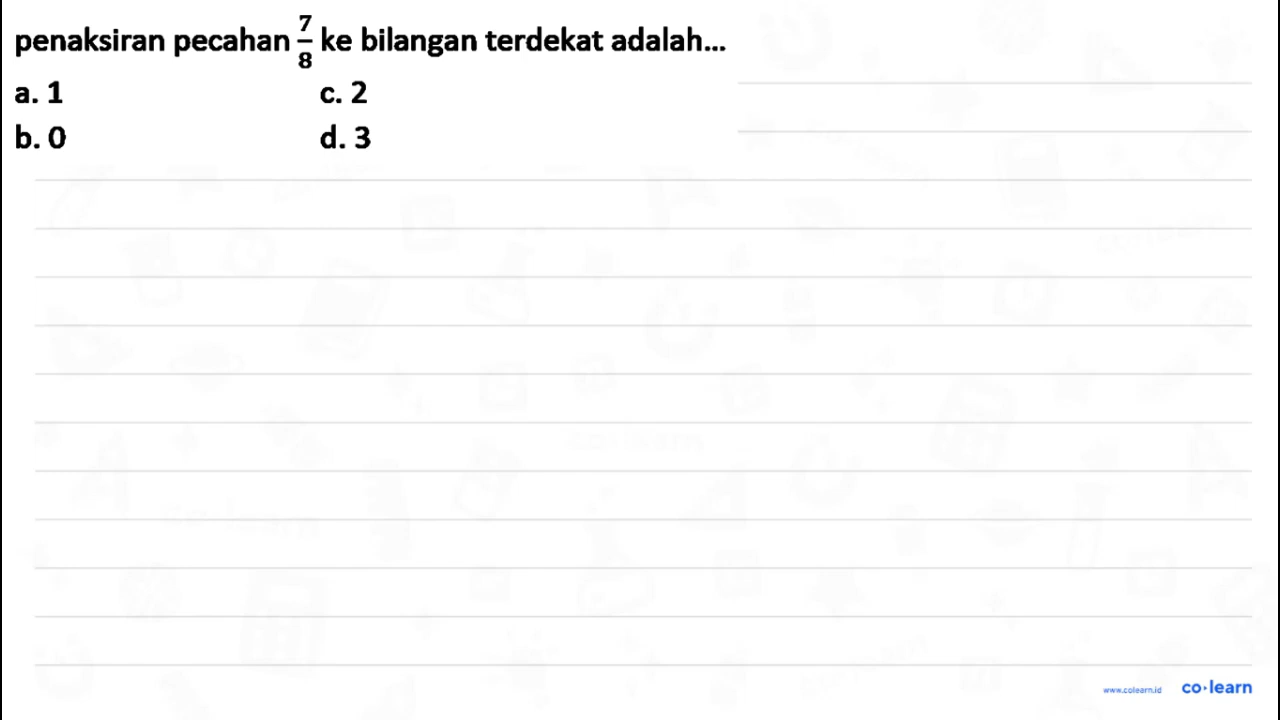 penaksiran pecahan 7/8 ke bilangan terdekat adalah...
a. 1 c. 2
b. 0 d. 3
www.colearn.id co·learn